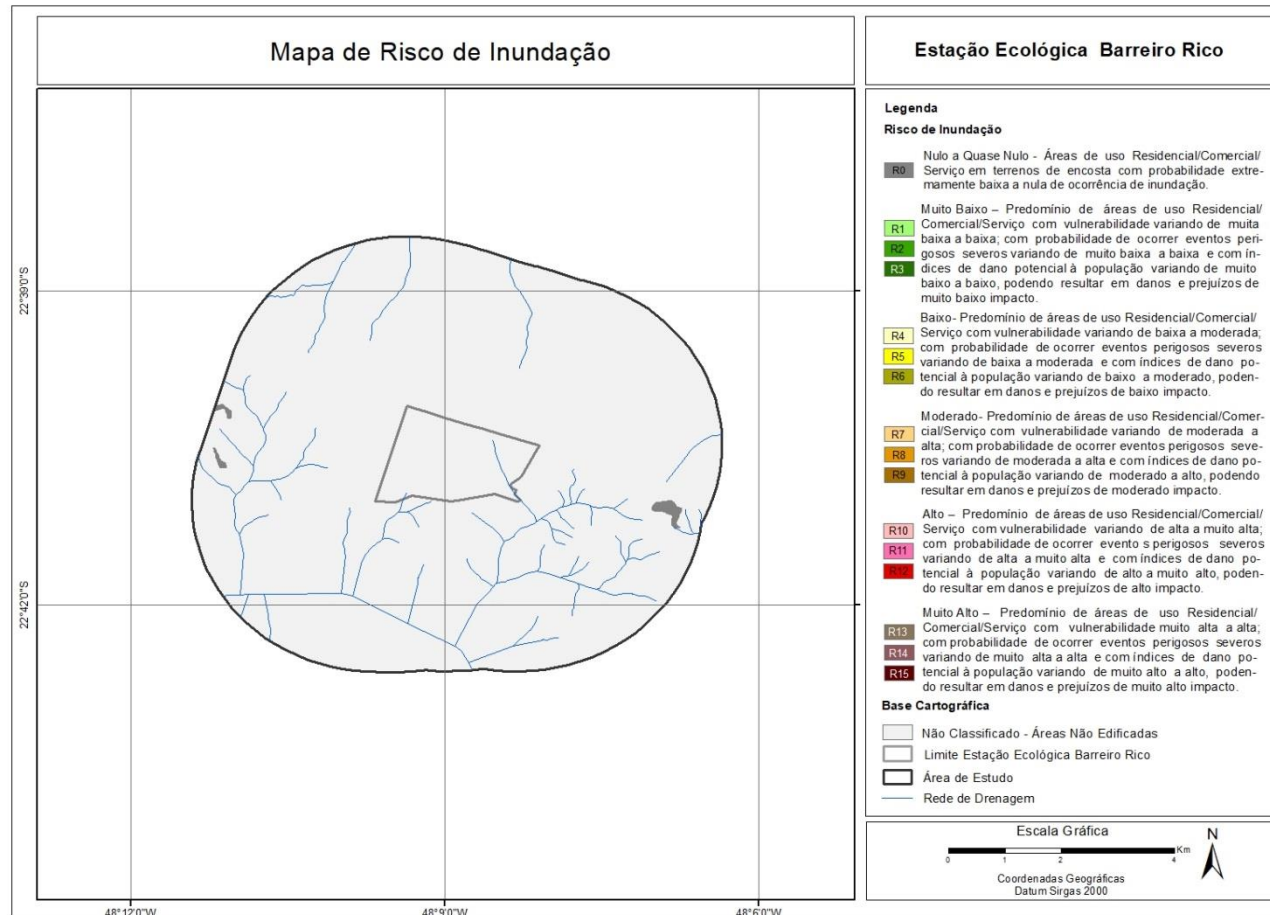 Mapa de Risco de Inundação
Estação Ecológica Barreiro Rico
22°39'0"S
22°42'0"S
48°12'0"W
48°9'0"W
48°6'0"W
Legenda
Risco de Inundação
R0
Nulo a Quase Nulo - Áreas de uso Residencial/Comercial/
Serviço em terrenos de encosta com probabilidade extre-
mamente baixa a nula de ocorrência de inundação.
R1
R2
R3
Muito Baixo – Predomínio de áreas de uso Residencial/
Comercial/Serviço com vulnerabilidade variando de muita
baixa a baixa; com probabilidade de ocorrer eventos peri-
gosos severos variando de muito baixa a baixa e com ín-
dices de dano potencial à população variando de muito
baixo a baixo, podendo resultar em danos e prejuízos de
muito baixo impacto.
R4
R5
R6
Baixo- Predomínio de áreas de uso Residencial/Comercial/
Serviço com vulnerabilidade variando de baixa a moderada;
com probabilidade de ocorrer eventos perigosos severos
variando de baixa a moderada e com índices de dano po-
tencial à população variando de baixo a moderado, poden-
do resultar em danos e prejuízos de baixo impacto.
R7
R8
R9
Moderado- Predomínio de áreas de uso Residencial/Comer-
cial/Serviço com vulnerabilidade variando de moderada a
alta; com probabilidade de ocorrer eventos perigosos seve-
ros variando de moderada a alta e com índices de dano po-
tencial à população variando de moderado a alto, podendo
resultar em danos e prejuízos de moderado impacto.
R10
R11
R12
Alto – Predomínio de áreas de uso Residencial/Comercial/
Serviço com vulnerabilidade variando de alta a muito alta;
com probabilidade de ocorrer evento s perigosos severos
variando de alta a muito alta e com índices de dano po-
tencial à população variando de alto a muito alto, poden-
do resultar em danos e prejuízos de alto impacto.
R13
R14
R15
Muito Alto – Predomínio de áreas de uso Residencial/
Comercial/Serviço com vulnerabilidade muito alta a alta;
com probabilidade de ocorrer eventos perigosos severos
variando de muito alta a alta e com índices de dano po-
tencial à população variando de muito alto a alto, poden-
do resultar em danos e prejuízos de muito alto impacto.
Base Cartográfica
Não Classificado - Áreas Não Edificadas
Limite Estação Ecológica Barreiro Rico
Área de Estudo
Rede de Drenagem
Escala Gráfica
Km
0 1 2 4
N
Coordenadas Geográficas
Datum Sirgas 2000